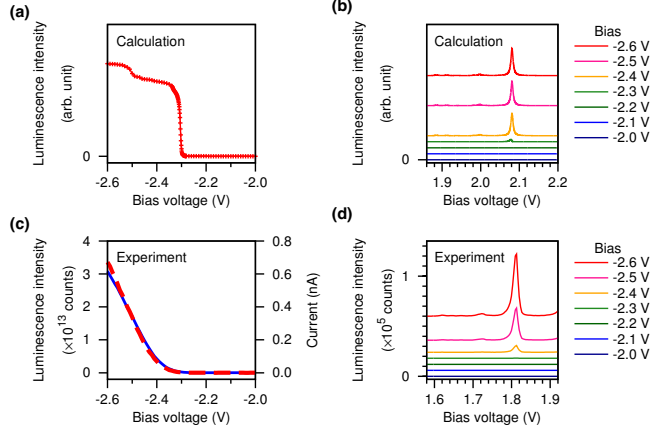 (a)
Calculation
Luminescence intensity
(arb. unit)
0
-2.6 -2.4 -2.2 -2.0
Bias voltage (V)
(b)
Calculation
Luminescence intensity
(arb. unit)
0
1.9 2.0 2.1 2.2
Bias voltage (V)
Bias
-2.6 V
-2.5 V
-2.4 V
-2.3 V
-2.2 V
-2.1 V
-2.0 V
(c)
Experiment
Luminescence intensity
(×10¹³ counts)
4
3
2
1
0
0.8
0.6
0.4
0.2
0.0
Current (nA)
-2.6 -2.4 -2.2 -2.0
Bias voltage (V)
(d)
Experiment
Luminescence intensity
(×10⁵ counts)
1
0
1.6 1.7 1.8 1.9
Bias voltage (V)
Bias
-2.6 V
-2.5 V
-2.4 V
-2.3 V
-2.2 V
-2.1 V
-2.0 V